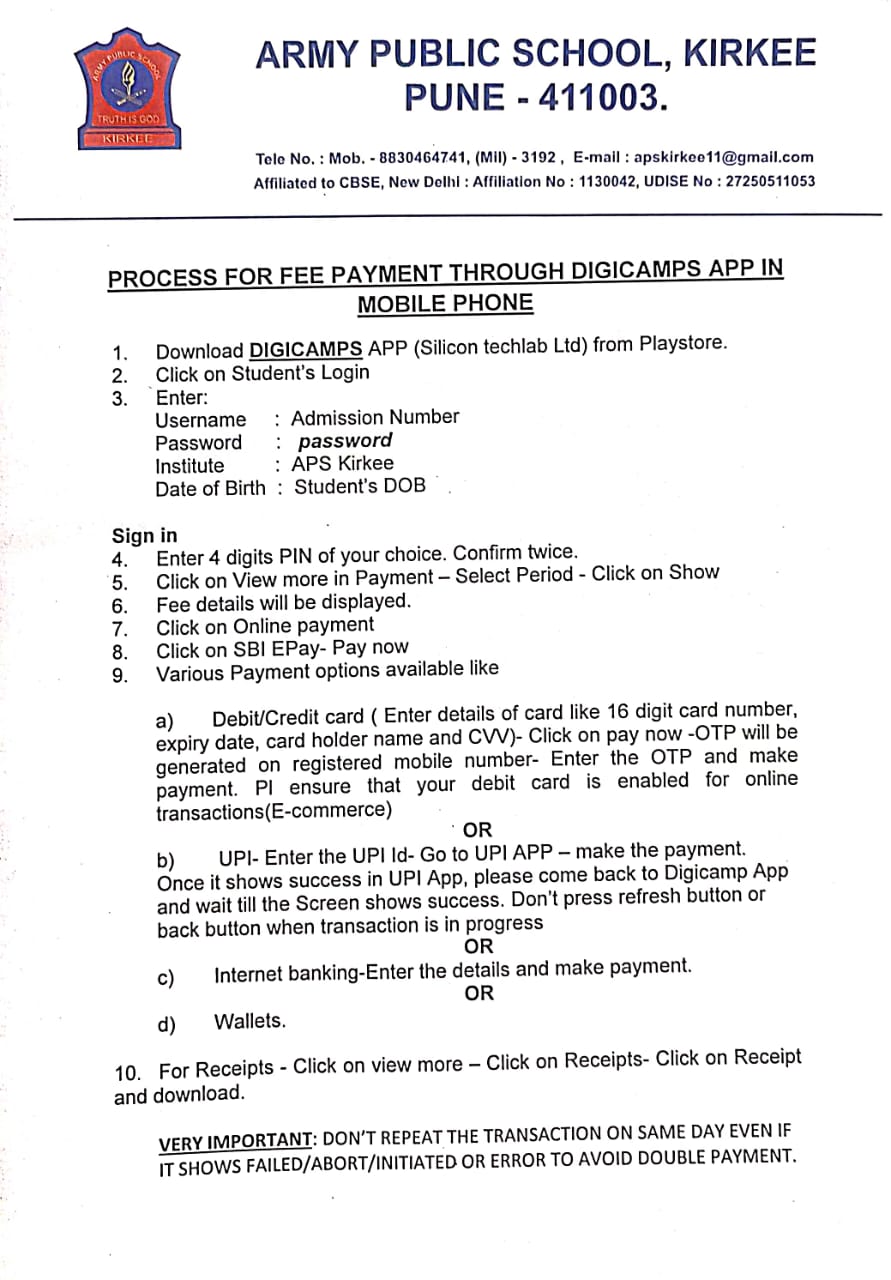 ARMY PUBLIC SCHOOL
TRUTH IS GOD
KIRKEE
ARMY PUBLIC SCHOOL, KIRKEE
PUNE - 411003.
Tele No. : Mob. - 8830464741, (Mil) - 3192 , E-mail : apskirkee11@gmail.com
Affiliated to CBSE, New Delhi : Affiliation No : 1130042, UDISE No : 27250511053
PROCESS FOR FEE PAYMENT THROUGH DIGICAMPS APP IN
MOBILE PHONE
1. Download DIGICAMPS APP (Silicon techlab Ltd) from Playstore.
2. Click on Student's Login
3. Enter:
Username : Admission Number
Password : password
Institute : APS Kirkee
Date of Birth : Student's DOB
Sign in
4. Enter 4 digits PIN of your choice. Confirm twice.
5. Click on View more in Payment – Select Period - Click on Show
6. Fee details will be displayed.
7. Click on Online payment
8. Click on SBI EPay- Pay now
9. Various Payment options available like
a) Debit/Credit card ( Enter details of card like 16 digit card number,
expiry date, card holder name and CVV)- Click on pay now -OTP will be
generated on registered mobile number- Enter the OTP and make
payment. Pl ensure that your debit card is enabled for online
transactions(E-commerce)
OR
b) UPI- Enter the UPI Id- Go to UPI APP – make the payment.
Once it shows success in UPI App, please come back to Digicamp App
and wait till the Screen shows success. Don't press refresh button or
back button when transaction is in progress
OR
c) Internet banking-Enter the details and make payment.
OR
d) Wallets.
10. For Receipts - Click on view more – Click on Receipts- Click on Receipt
and download.
VERY IMPORTANT: DON'T REPEAT THE TRANSACTION ON SAME DAY EVEN IF
IT SHOWS FAILED/ABORT/INITIATED OR ERROR TO AVOID DOUBLE PAYMENT.